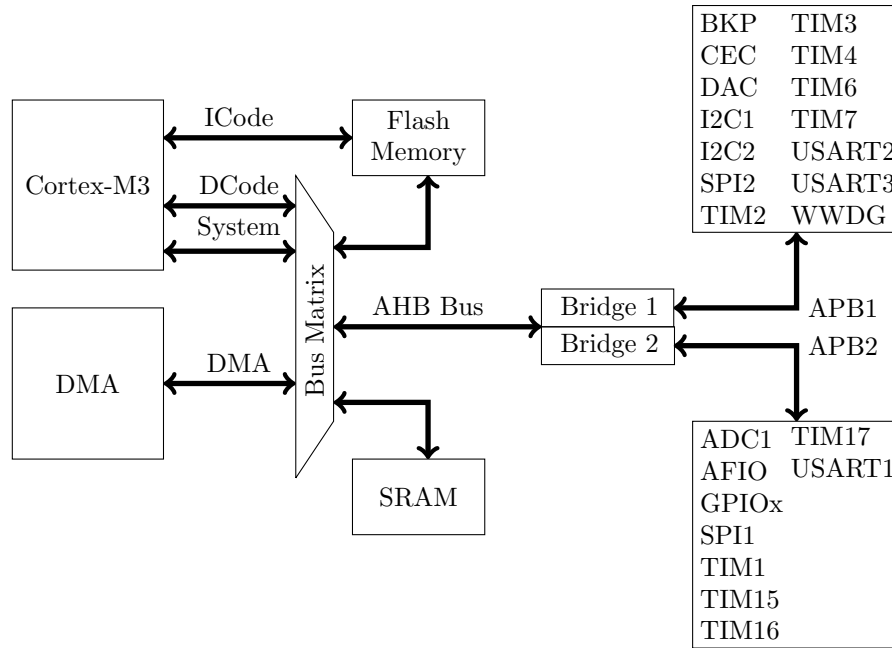 BKP TIM3
CEC TIM4
DAC TIM6
I2C1 TIM7
I2C2 USART2
SPI2 USART3
TIM2 WWDG
ICode
Flash
Memory
Cortex-M3
DCode
System
Bus Matrix
AHB Bus
Bridge 1
APB1
Bridge 2
APB2
DMA
DMA
SRAM
ADC1 TIM17
AFIO USART1
GPIOx
SPI1
TIM1
TIM15
TIM16